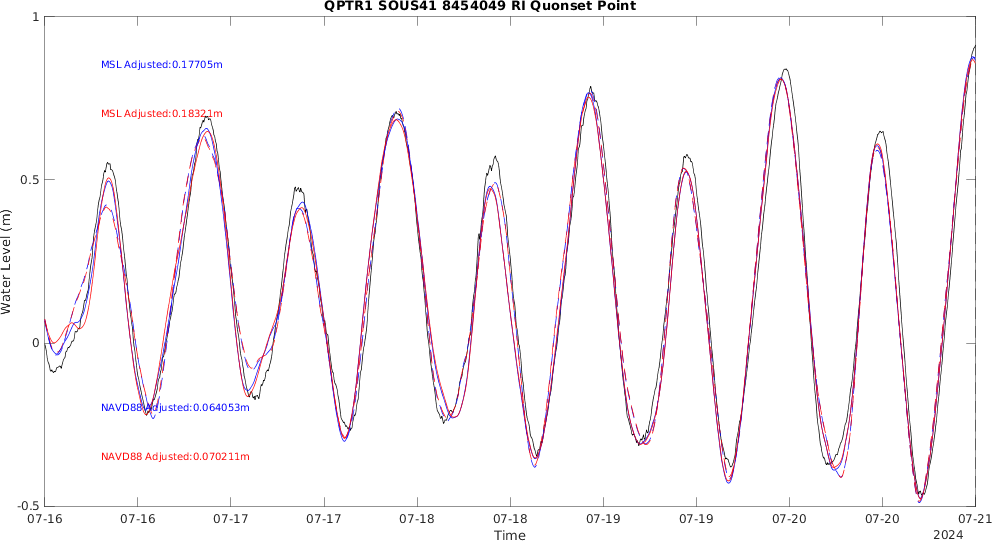 QPTR1 SOUS41 8454049 RI Quonset Point
1
MSL Adjusted:0.17705m
MSL Adjusted:0.18321m
0.5
Water Level (m)
0
NAVD88 Adjusted:0.064053m
NAVD88 Adjusted:0.070211m
-0.5
07-16 07-16 07-17 07-17 07-18 07-18 07-19 07-19 07-20 07-20 07-21
Time
2024